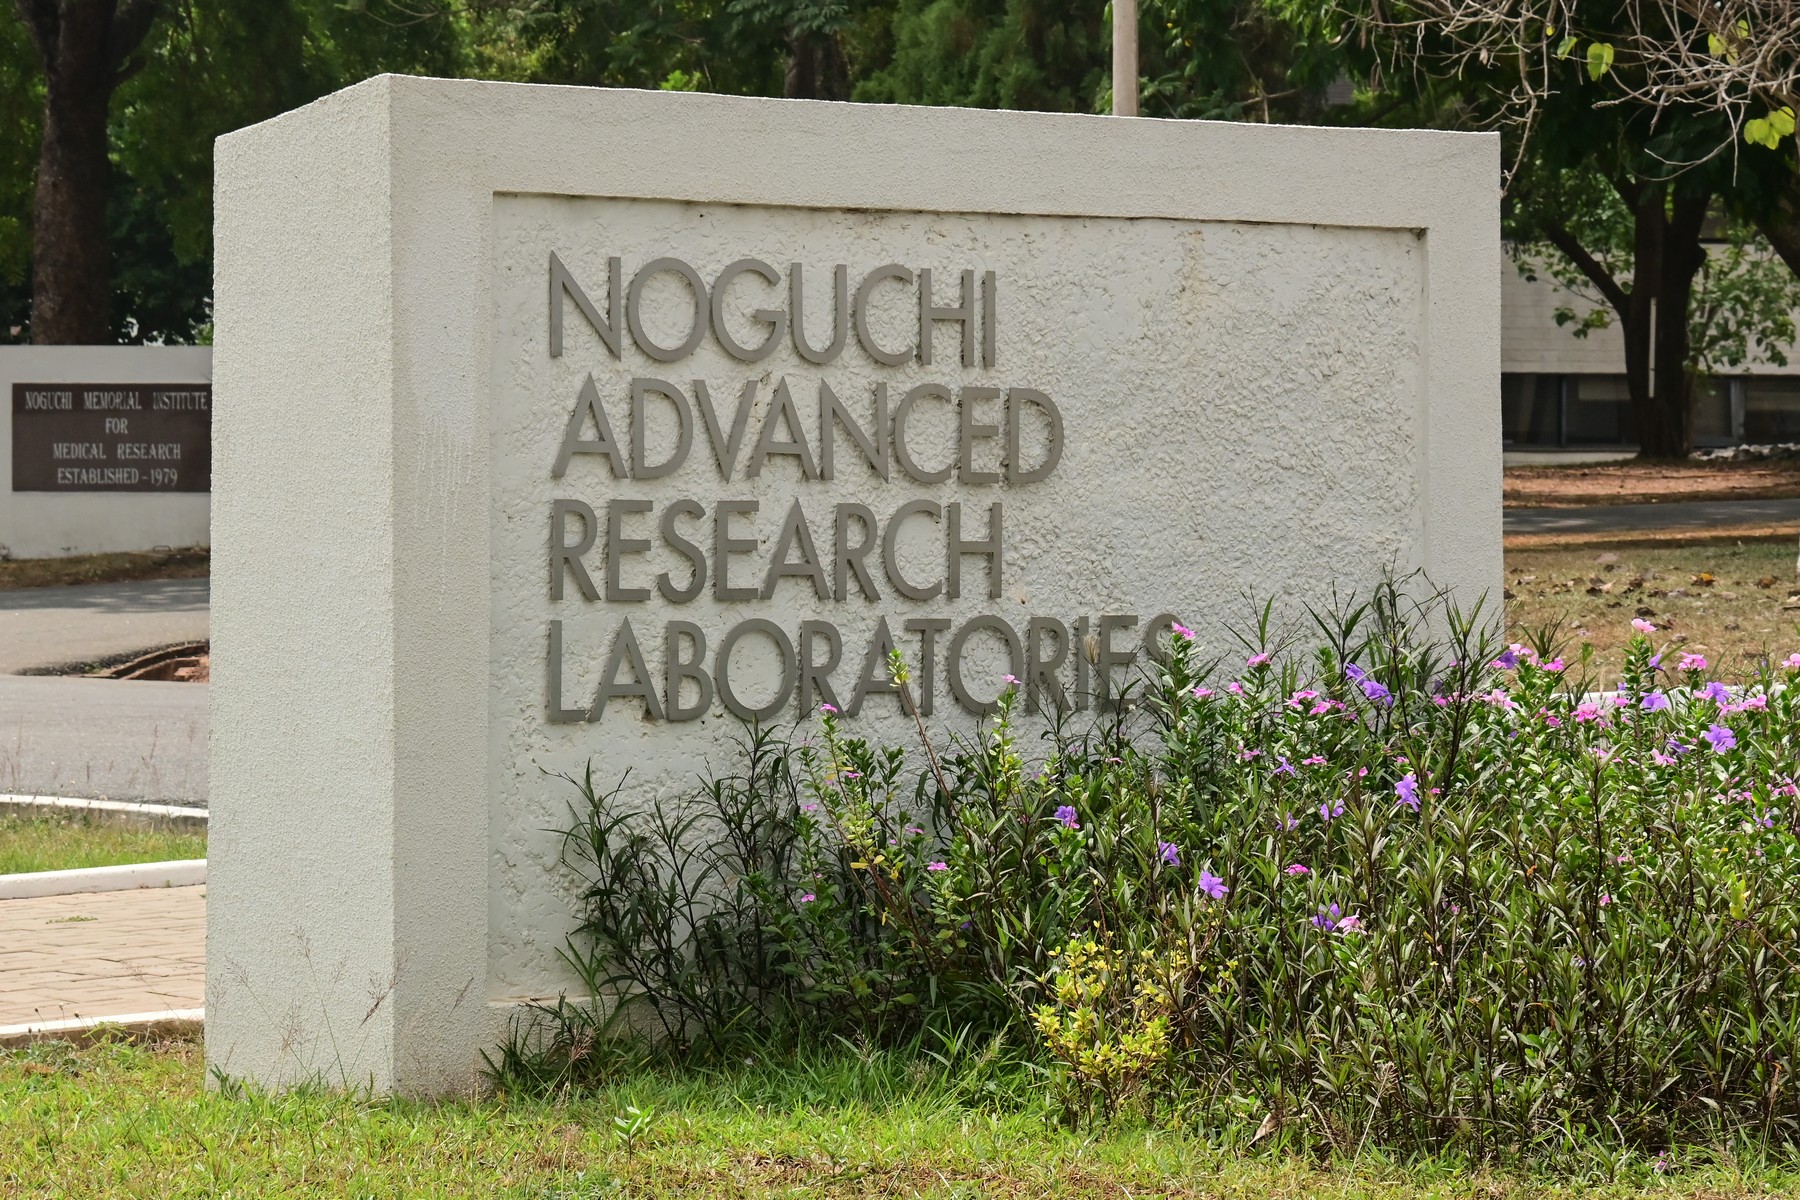 NOGUCHI
ADVANCED
RESEARCH
LABORATORIES
NOGUCHI MEMORIAL INSTITUTE
FOR
MEDICAL RESEARCH
ESTABLISHED - 1979